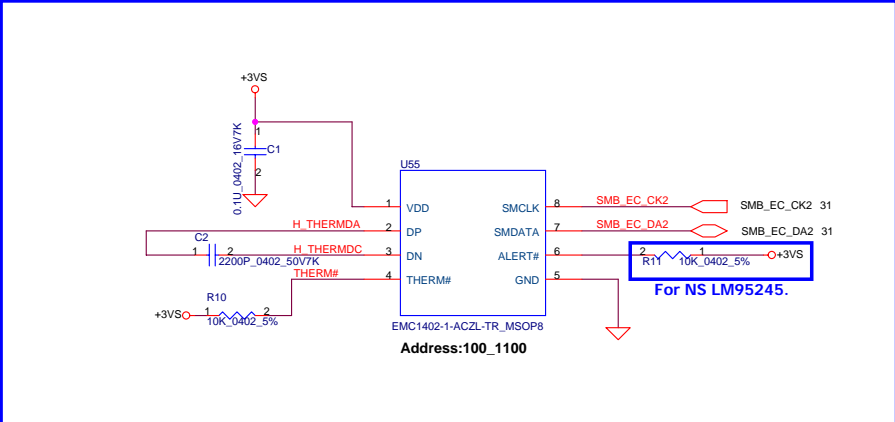 +3VS
1
C1
2
0.1U_0402_16V7K
U55
1 VDD
SMCLK 8
SMB_EC_CK2
SMB_EC_CK2 31
H_THERMDA
2 DP
SMDATA 7
SMB_EC_DA2
SMB_EC_DA2 31
C2
1 2
2200P_0402_50V7K
H_THERMDC
3 DN
ALERT# 6
2 1
R11 10K_0402_5%
+3VS
THERM#
4 THERM#
GND 5
For NS LM95245.
R10
+3VS
1 2
10K_0402_5%
EMC1402-1-ACZL-TR_MSOP8
Address:100_1100